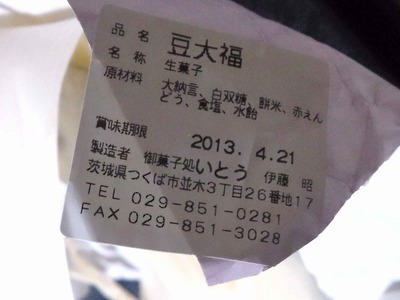 品名 豆大福
名称 生菓子
原材料 大納言、白双糖、餅米、赤えん
どう、食塩、水飴
賞味期限 2013. 4.21
製造者 御菓子処いとう 伊藤 昭
茨城県つくば市並木3丁目26番地17
TEL 029-851-0281
FAX 029-851-3028